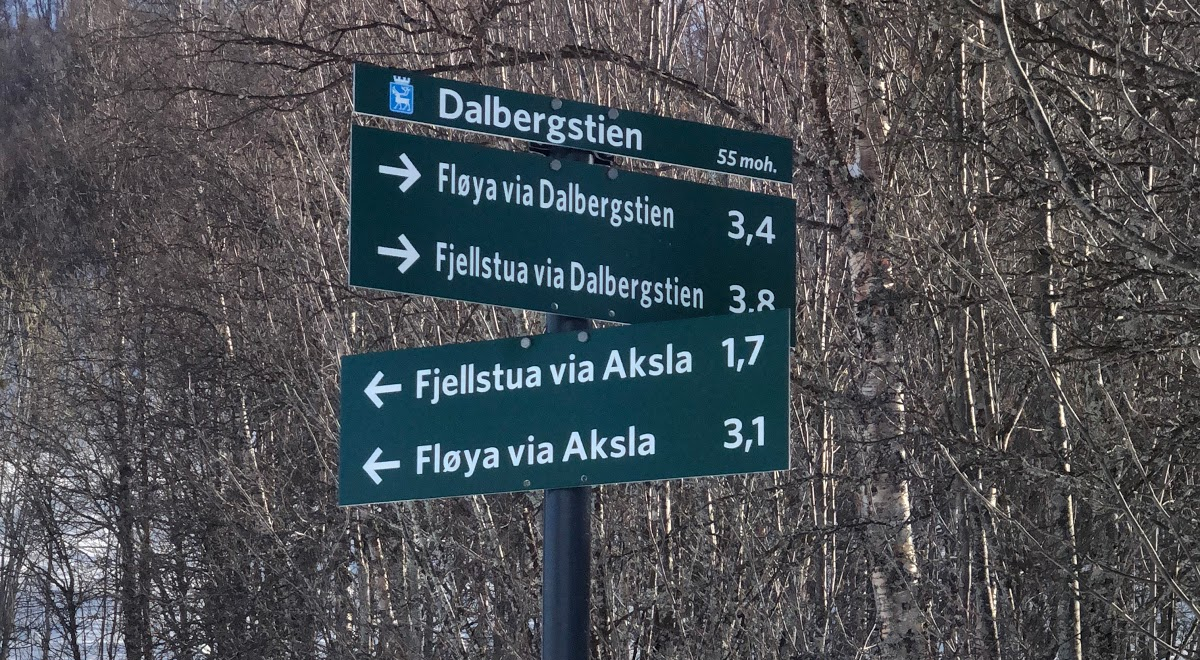 Dalbergstien 55 moh.
Fløya via Dalbergstien 3,4
Fjellstua via Dalbergstien 3,8
Fjellstua via Aksla 1,7
Fløya via Aksla 3,1